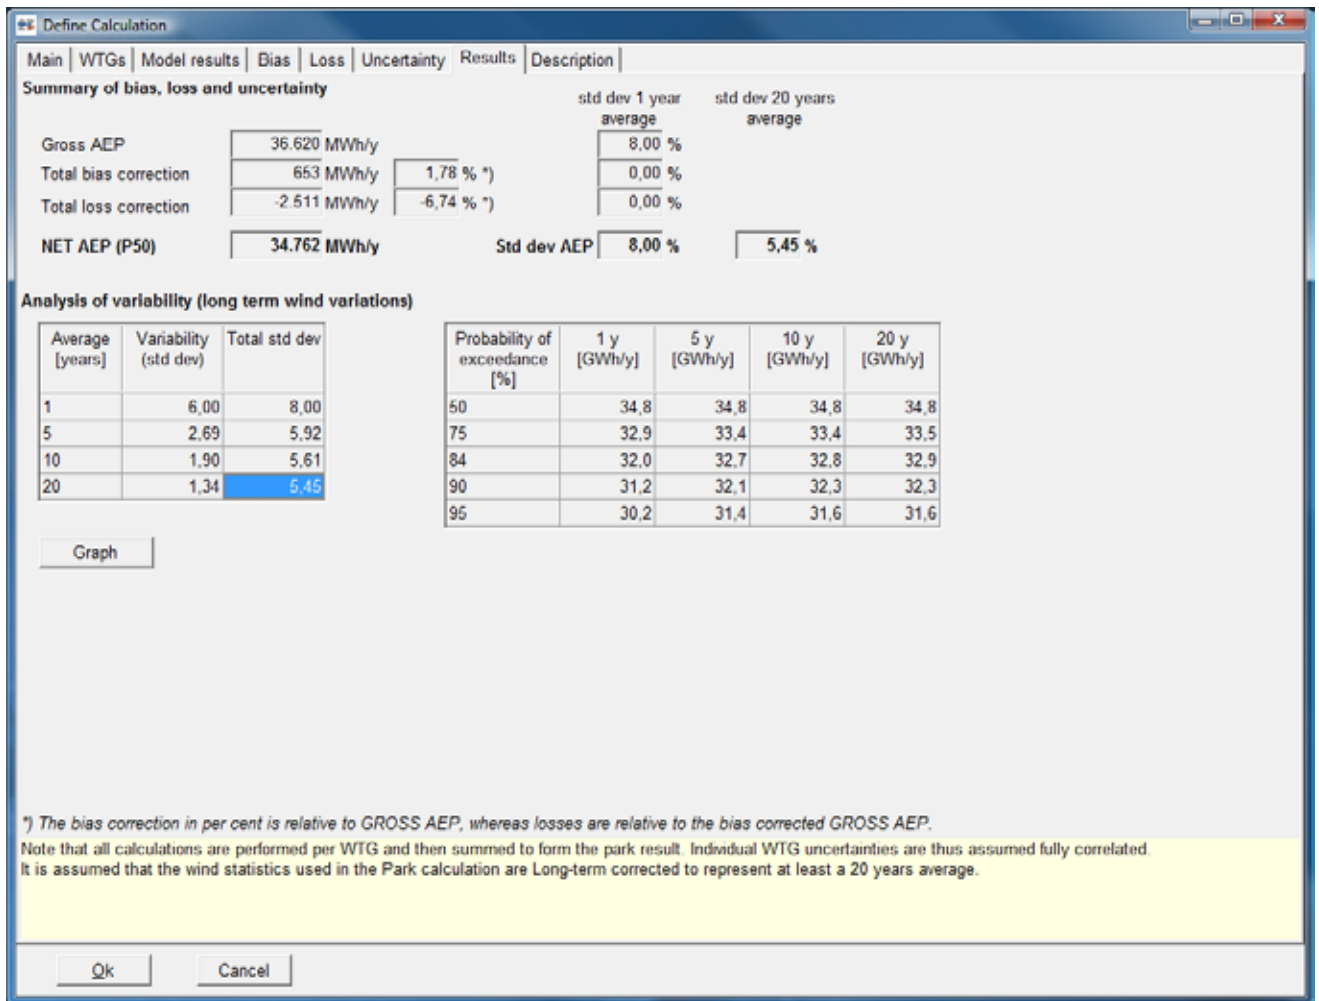 Define Calculation
Main WTGs Model results Bias Loss Uncertainty Results Description
Summary of bias, loss and uncertainty
std dev 1 year average std dev 20 years average
Gross AEP 36.620 MWh/y 8,00 %
Total bias correction 653 MWh/y 1,78 % *) 0,00 %
Total loss correction -2.511 MWh/y -6,74 % *) 0,00 %
NET AEP (P50) 34.762 MWh/y Std dev AEP 8,00 % 5,45 %
Analysis of variability (long term wind variations)
Average [years] Variability (std dev) Total std dev
1 6,00 8,00
5 2,69 5,92
10 1,90 5,61
20 1,34 5,45
Graph
Probability of exceedance [%] 1 y [GWh/y] 5 y [GWh/y] 10 y [GWh/y] 20 y [GWh/y]
50 34,8 34,8 34,8 34,8
75 32,9 33,4 33,4 33,5
84 32,0 32,7 32,8 32,9
90 31,2 32,1 32,3 32,3
95 30,2 31,4 31,6 31,6
*) The bias correction in per cent is relative to GROSS AEP, whereas losses are relative to the bias corrected GROSS AEP.
Note that all calculations are performed per WTG and then summed to form the park result. Individual WTG uncertainties are thus assumed fully correlated.
It is assumed that the wind statistics used in the Park calculation are Long-term corrected to represent at least a 20 years average.
Ok Cancel